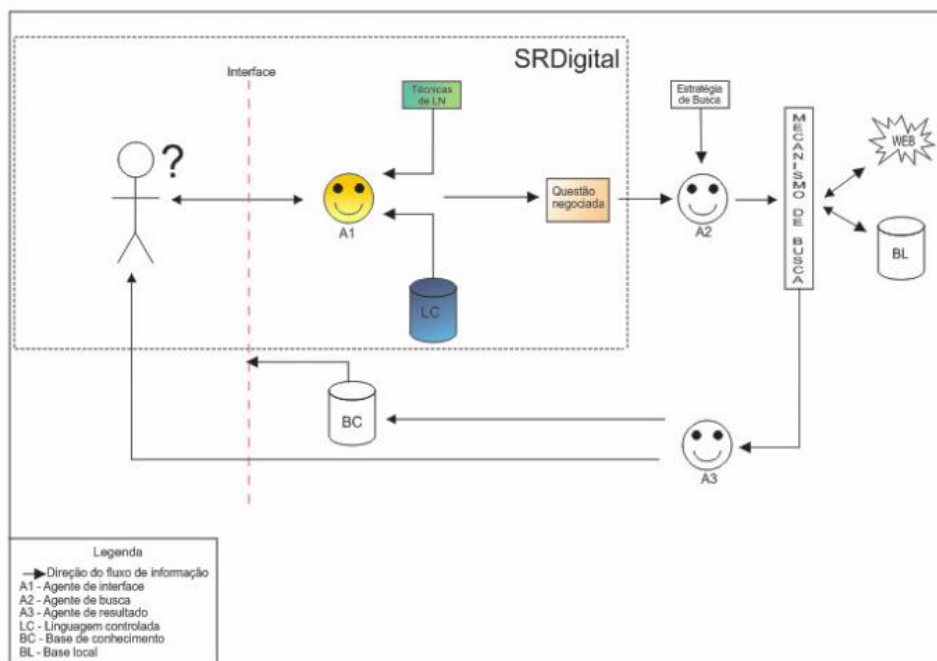 SRDigital
Interface
Técnicas
de LN
Estratégia
de Busca
MECANISMO DE BUSCA
WEB
?
A1
Questão
negociada
A2
BL
LC
BC
A3
Legenda
Direção do fluxo de informação
A1 - Agente de interface
A2 - Agente de busca
A3 - Agente de resultado
LC - Linguagem controlada
BC - Base de conhecimento
BL - Base local